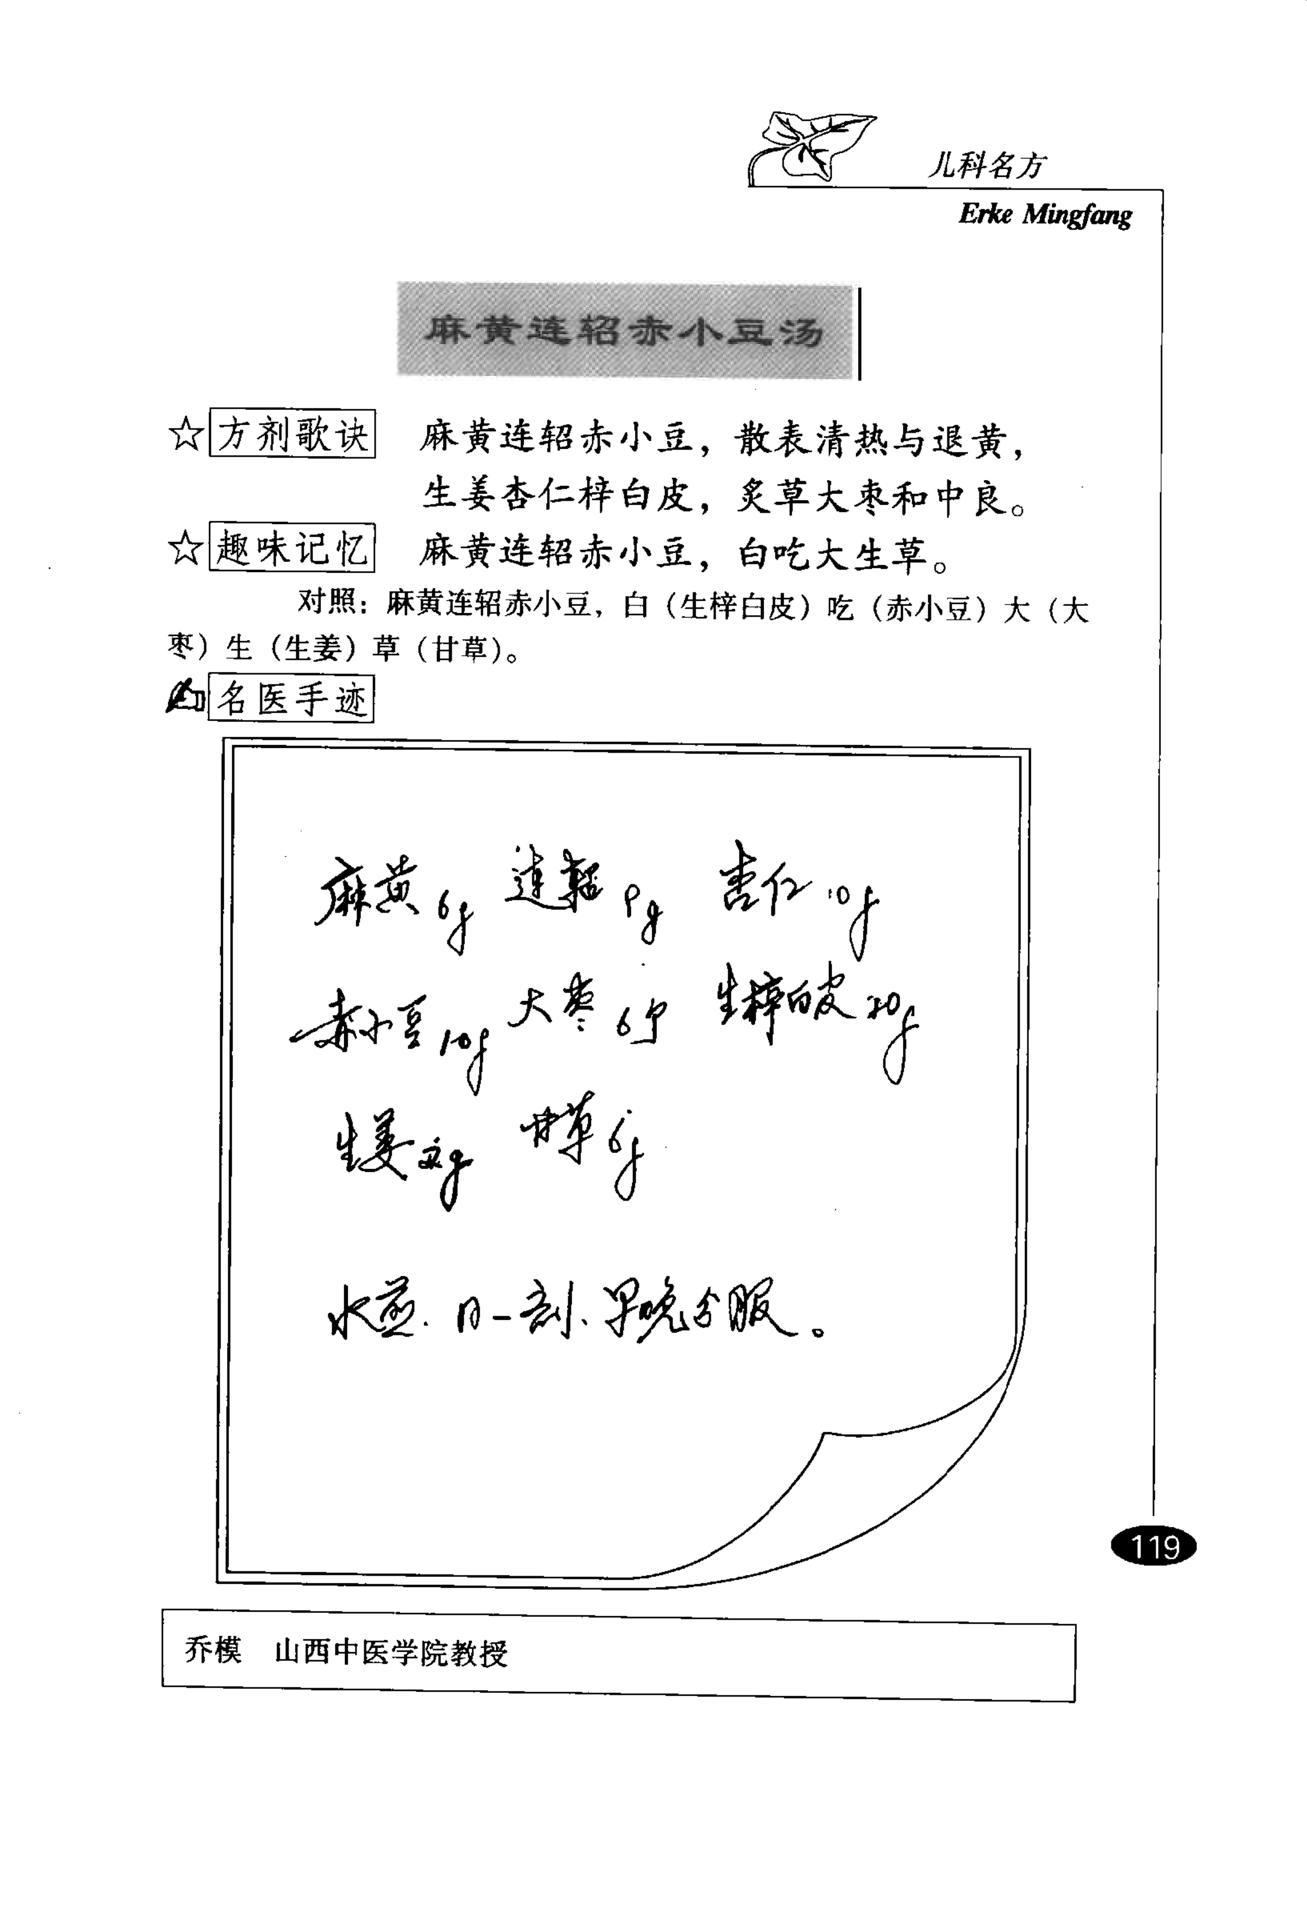 儿科名方
Erke Mingfang
麻黄连轺赤小豆汤
☆方剂歌诀 麻黄连轺赤小豆，散表清热与退黄，
生姜杏仁梓白皮，炙草大枣和中良。
☆趣味记忆 麻黄连轺赤小豆，白吃大生草。
对照：麻黄连轺赤小豆，白（生梓白皮）吃（赤小豆）大（大
枣）生（生姜）草（甘草）。
名医手迹
麻黄6g 连轺9g 杏仁10g
赤小豆10g 大枣6 生梓白皮20g
生姜 g 甘草6g
水煎.日一剂、早晚分服。
119
乔模 山西中医学院教授